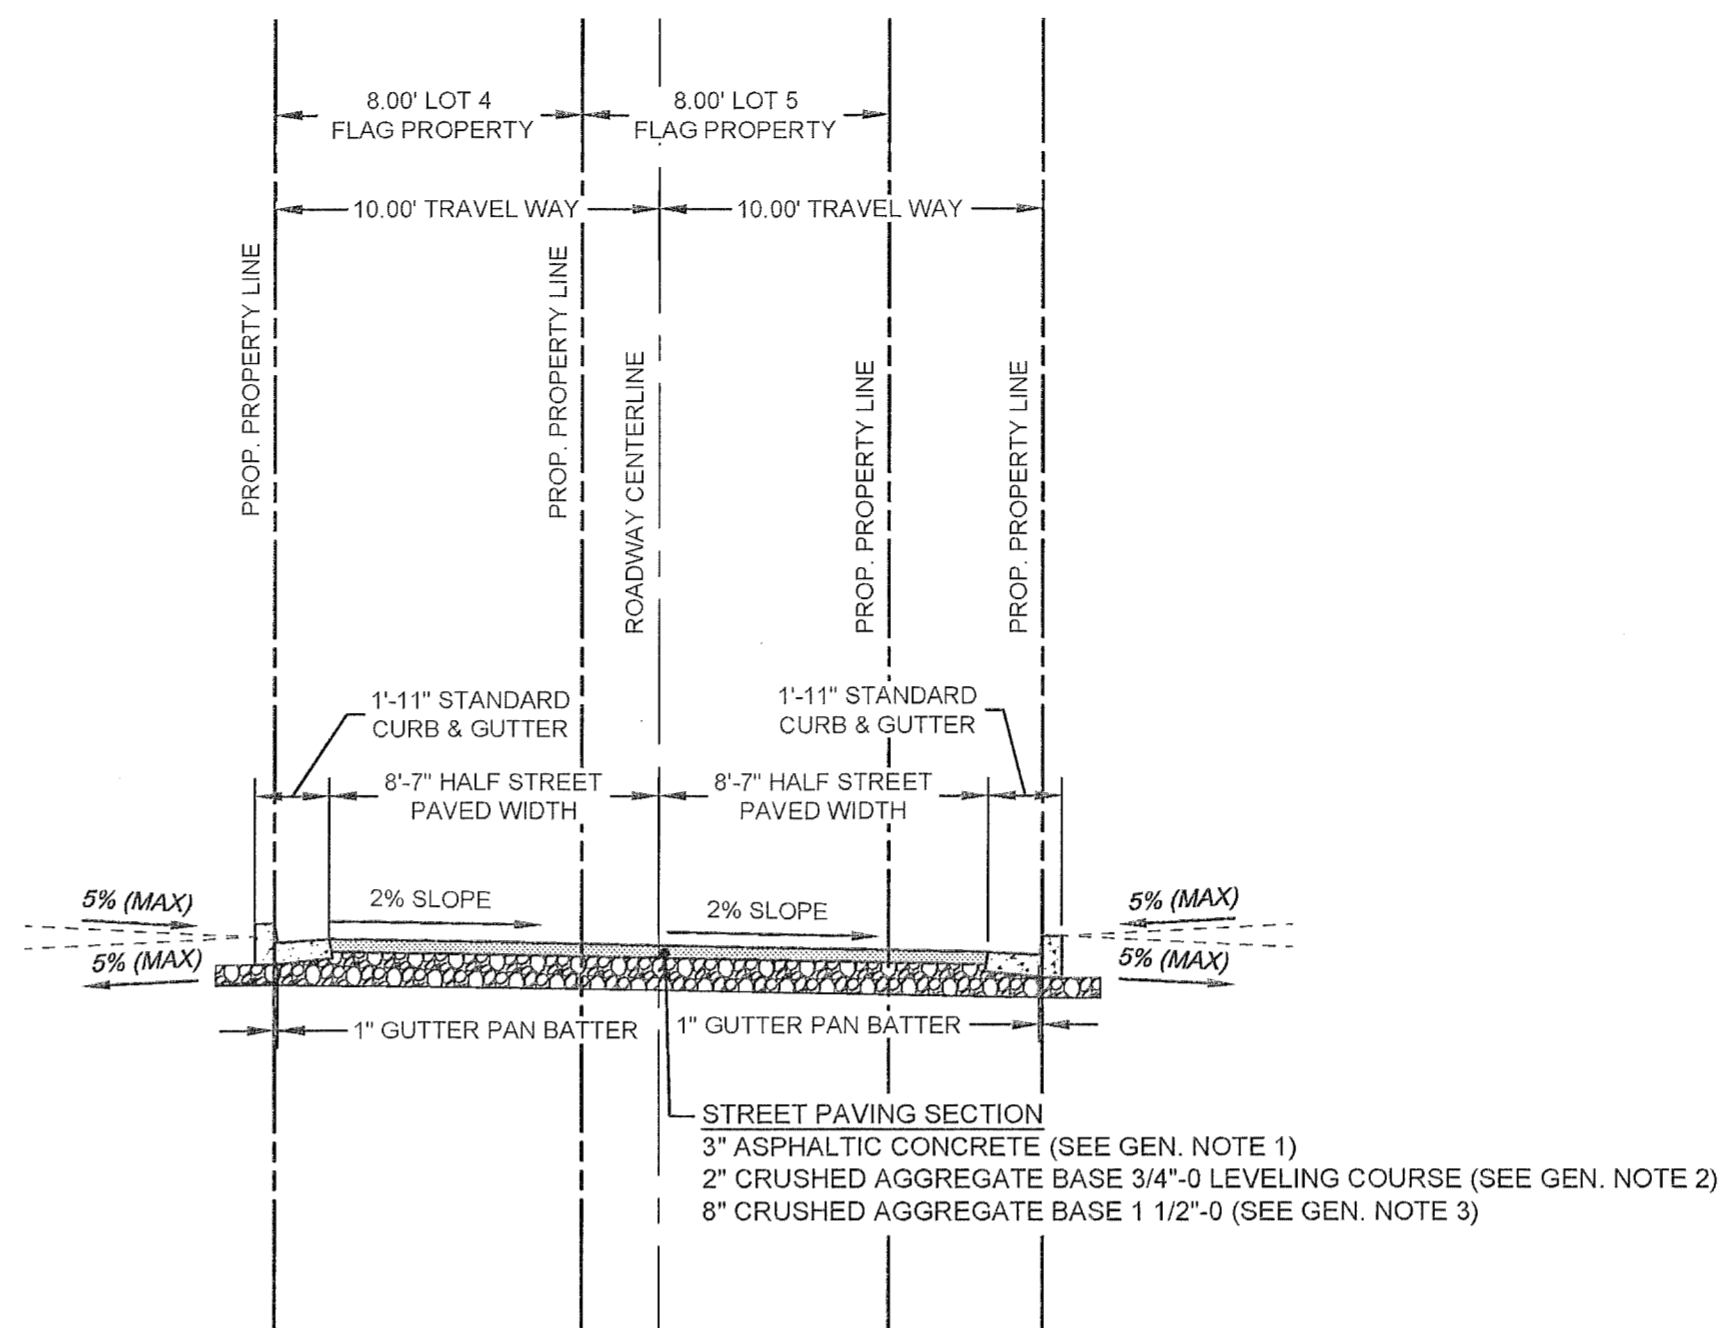 8.00' LOT 4
FLAG PROPERTY
8.00' LOT 5
FLAG PROPERTY
10.00' TRAVEL WAY
10.00' TRAVEL WAY
PROP. PROPERTY LINE
PROP. PROPERTY LINE
ROADWAY CENTERLINE
PROP. PROPERTY LINE
PROP. PROPERTY LINE
1'-11" STANDARD
CURB & GUTTER
1'-11" STANDARD
CURB & GUTTER
8'-7" HALF STREET
PAVED WIDTH
8'-7" HALF STREET
PAVED WIDTH
5% (MAX)
2% SLOPE
2% SLOPE
5% (MAX)
5% (MAX)
5% (MAX)
1" GUTTER PAN BATTER
1" GUTTER PAN BATTER
STREET PAVING SECTION
3" ASPHALTIC CONCRETE (SEE GEN. NOTE 1)
2" CRUSHED AGGREGATE BASE 3/4"-0 LEVELING COURSE (SEE GEN. NOTE 2)
8" CRUSHED AGGREGATE BASE 1 1/2"-0 (SEE GEN. NOTE 3)